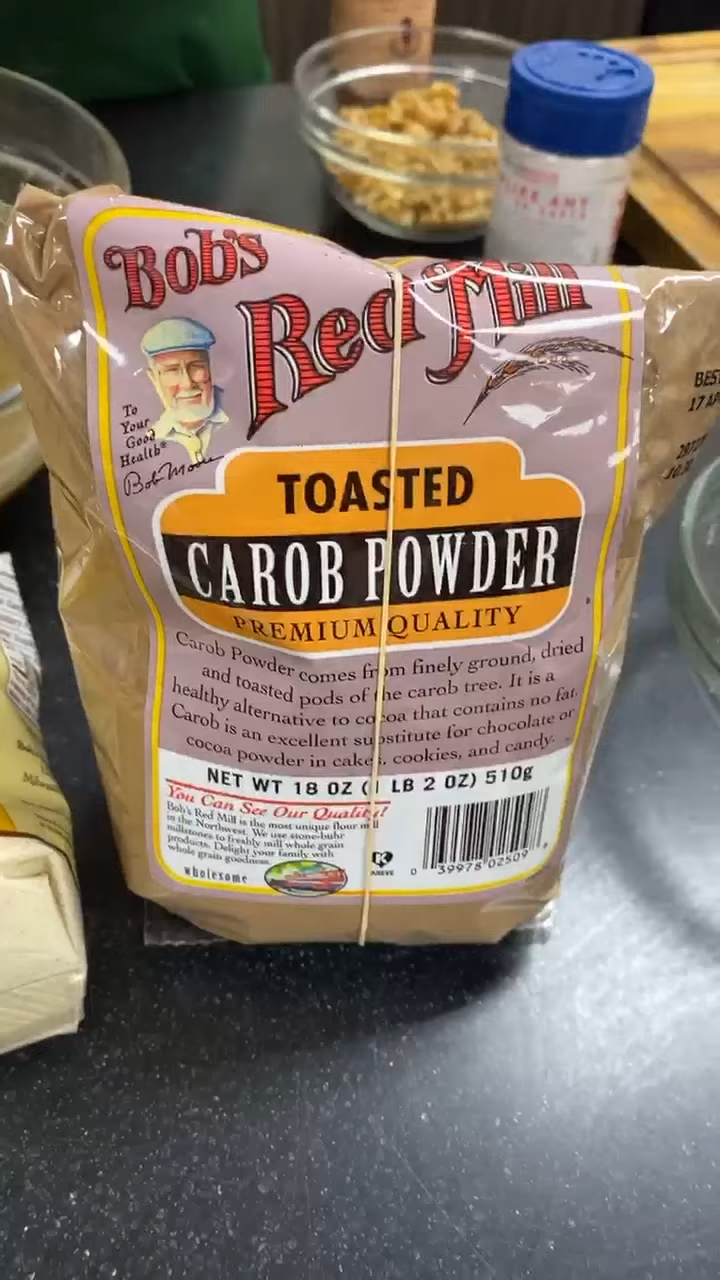 Bob's
Red Mill
To
Your
Good
Health®
Bob Moore
TOASTED
CAROB POWDER
PREMIUM QUALITY
Carob Powder comes from finely ground, dried
and toasted pods of the carob tree. It is a
healthy alternative to cocoa that contains no fat.
Carob is an excellent substitute for chocolate or
cocoa powder in cakes, cookies, and candy.
NET WT 18 OZ (1 LB 2 OZ) 510g
You Can See Our Quality!
Bob's Red Mill is the most unique flour mill
in the Northwest. We use stone-buhr
millstones to freshly mill whole grain
products. Delight your family with
whole grain goodness.
wholesome
K
PAREVE
0 39978 02509
BEST
17 AP